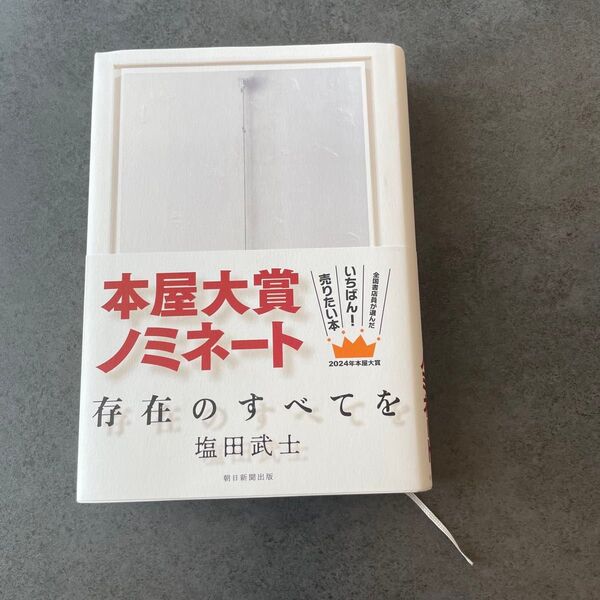 本屋大賞
ノミネート
全国書店員が選んだ
いちばん!
売りたい本
2024年本屋大賞
存在のすべてを
塩田武士
朝日新聞出版